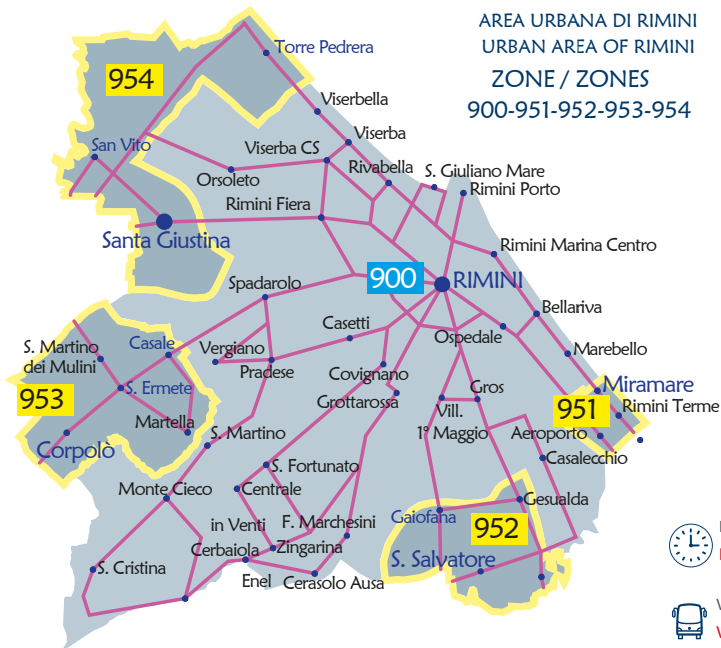 AREA URBANA DI RIMINI
URBAN AREA OF RIMINI
ZONE / ZONES
900-951-952-953-954
Torre Pedrera
954
Viserbella
Viserba
San Vito
Viserba CS
Rivabella
S. Giuliano Mare
Orsoleto
Rimini Porto
Rimini Fiera
Santa Giustina
Rimini Marina Centro
900
RIMINI
Spadarolo
Bellariva
Casetti
Ospedale
S. Martino
dei Mulini
Casale
Vergiano
Marebello
Pradese
Covignano
S. Ermete
Gros
Miramare
953
Grottarossa
951
Rimini Terme
Martella
Vill.
1° Maggio
S. Martino
Aeroporto
Corpolò
Casalecchio
S. Fortunato
Monte Cieco
Centrale
Gesualda
Gaiofana
in Venti
F. Marchesini
952
Cerbaiola
Zingarina
S. Salvatore
S. Cristina
Enel
Cerasolo Ausa
V
V